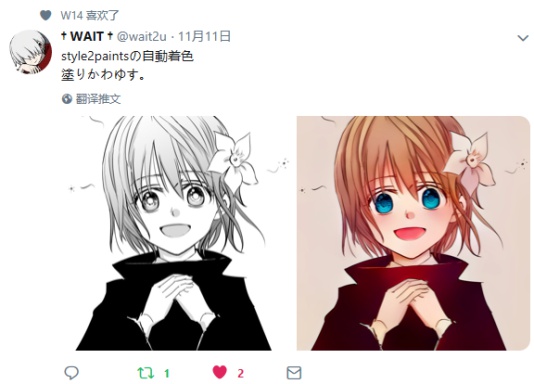 W14 喜欢了
† WAIT † @wait2u · 11月11日
style2paintsの自動着色
塗りかわゆす。
翻译推文
1 2